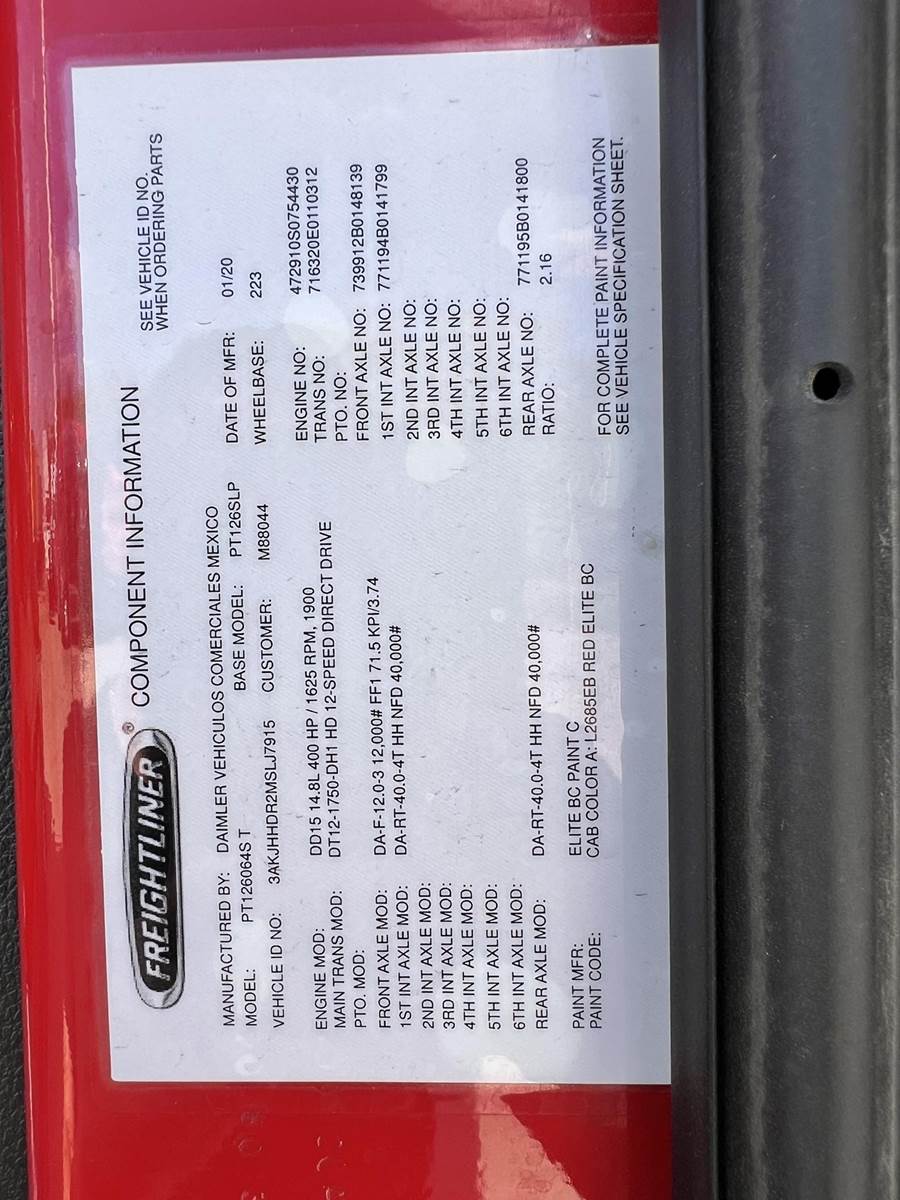 FREIGHTLINER® COMPONENT INFORMATION
SEE VEHICLE ID NO.
WHEN ORDERING PARTS
MANUFACTURED BY: DAIMLER VEHICULOS COMERCIALES MEXICO DATE OF MFR: 01/20
MODEL: PT126064S T BASE MODEL: PT126SLP WHEELBASE: 223
VEHICLE ID NO: 3AKJHHDR2MSLJ7915 CUSTOMER: M88044
ENGINE MOD: DD15 14.8L 400 HP / 1625 RPM, 1900 ENGINE NO: 472910S0754430
MAIN TRANS MOD: DT12-1750-DH1 HD 12-SPEED DIRECT DRIVE TRANS NO: 716320E0110312
PTO. MOD: PTO. NO:
FRONT AXLE MOD: DA-F-12.0-3 12,000# FF1 71.5 KPI/3.74 FRONT AXLE NO: 739912B0148139
1ST INT AXLE MOD: DA-RT-40.0-4T HH NFD 40,000# 1ST INT AXLE NO: 771194B0141799
2ND INT AXLE MOD: 2ND INT AXLE NO:
3RD INT AXLE MOD: 3RD INT AXLE NO:
4TH INT AXLE MOD: 4TH INT AXLE NO:
5TH INT AXLE MOD: 5TH INT AXLE NO:
6TH INT AXLE MOD: 6TH INT AXLE NO:
REAR AXLE MOD: DA-RT-40.0-4T HH NFD 40,000# REAR AXLE NO: 771195B0141800
RATIO: 2.16
PAINT MFR: ELITE BC PAINT C
PAINT CODE: CAB COLOR A: L2685EB RED ELITE BC
FOR COMPLETE PAINT INFORMATION
SEE VEHICLE SPECIFICATION SHEET.